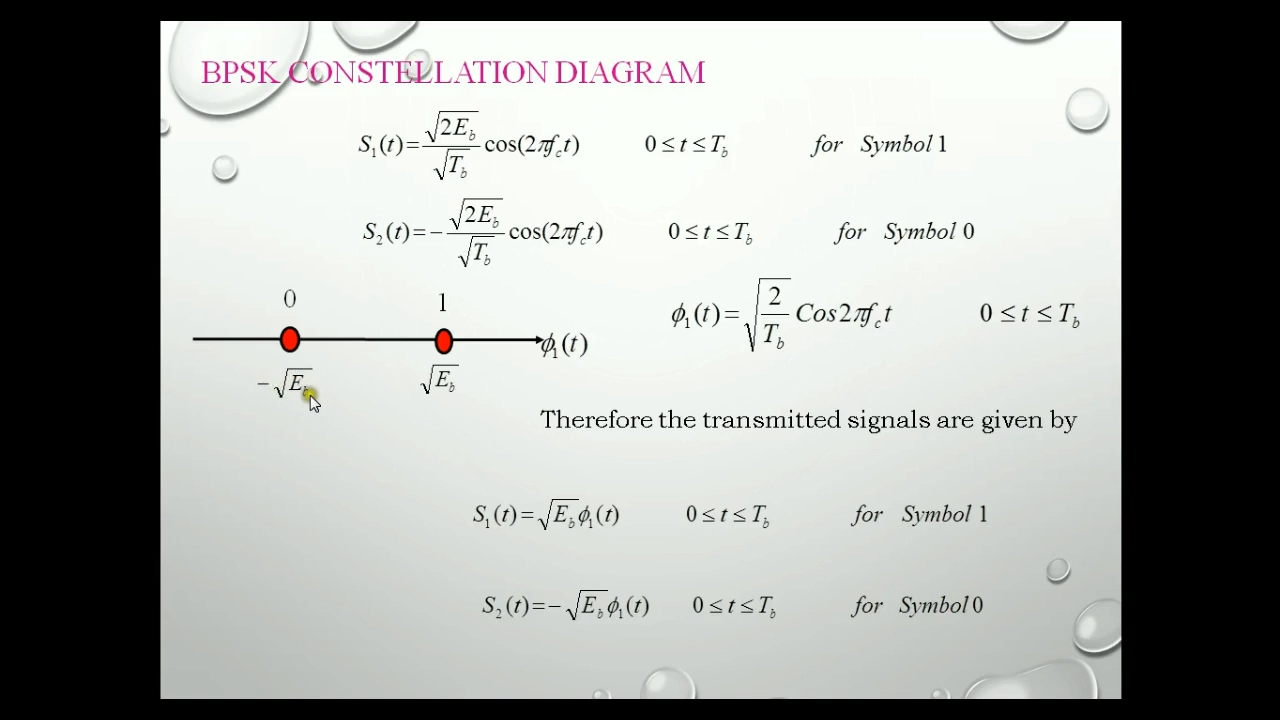 BPSK CONSTELLATION DIAGRAM
S₁(t) = √2E_b / √T_b cos(2πf_c t) 0 ≤ t ≤ T_b for Symbol 1
S₂(t) = − √2E_b / √T_b cos(2πf_c t) 0 ≤ t ≤ T_b for Symbol 0
0 1
ϕ₁(t) = √(2/T_b) Cos2πf_c t 0 ≤ t ≤ T_b
ϕ₁(t)
−√E_b √E_b
Therefore the transmitted signals are given by
S₁(t) = √E_b ϕ₁(t) 0 ≤ t ≤ T_b for Symbol 1
S₂(t) = −√E_b ϕ₁(t) 0 ≤ t ≤ T_b for Symbol 0